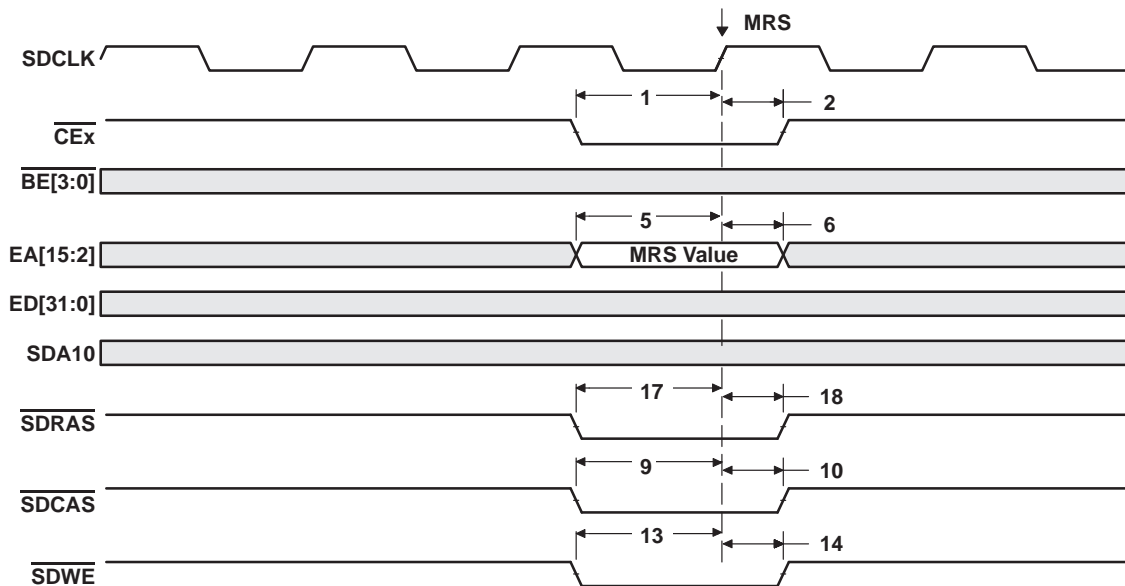 MRS
SDCLK
1
2
CEx
BE[3:0]
5
6
EA[15:2]
MRS Value
ED[31:0]
SDA10
17
18
SDRAS
9
10
SDCAS
13
14
SDWE